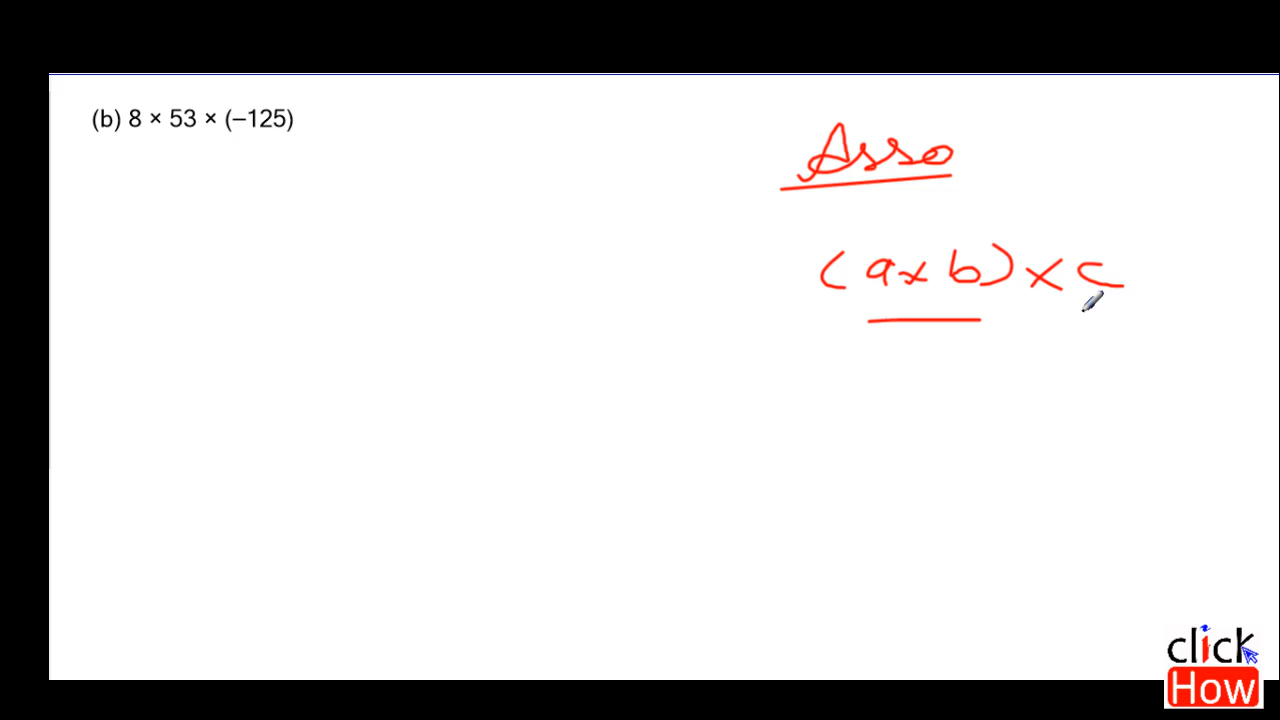 (b) 8 × 53 × (–125)
Asso
(a × b) × c
click
How